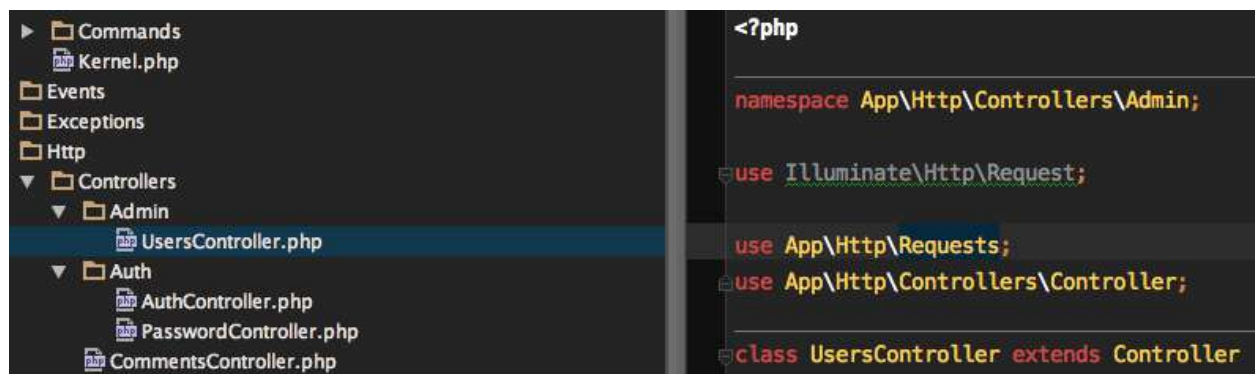 Commands
Kernel.php
Events
Exceptions
Http
Controllers
Admin
UsersController.php
Auth
AuthController.php
PasswordController.php
CommentsController.php
<?php
namespace App\Http\Controllers\Admin;
use Illuminate\Http\Request;
use App\Http\Requests;
use App\Http\Controllers\Controller;
class UsersController extends Controller